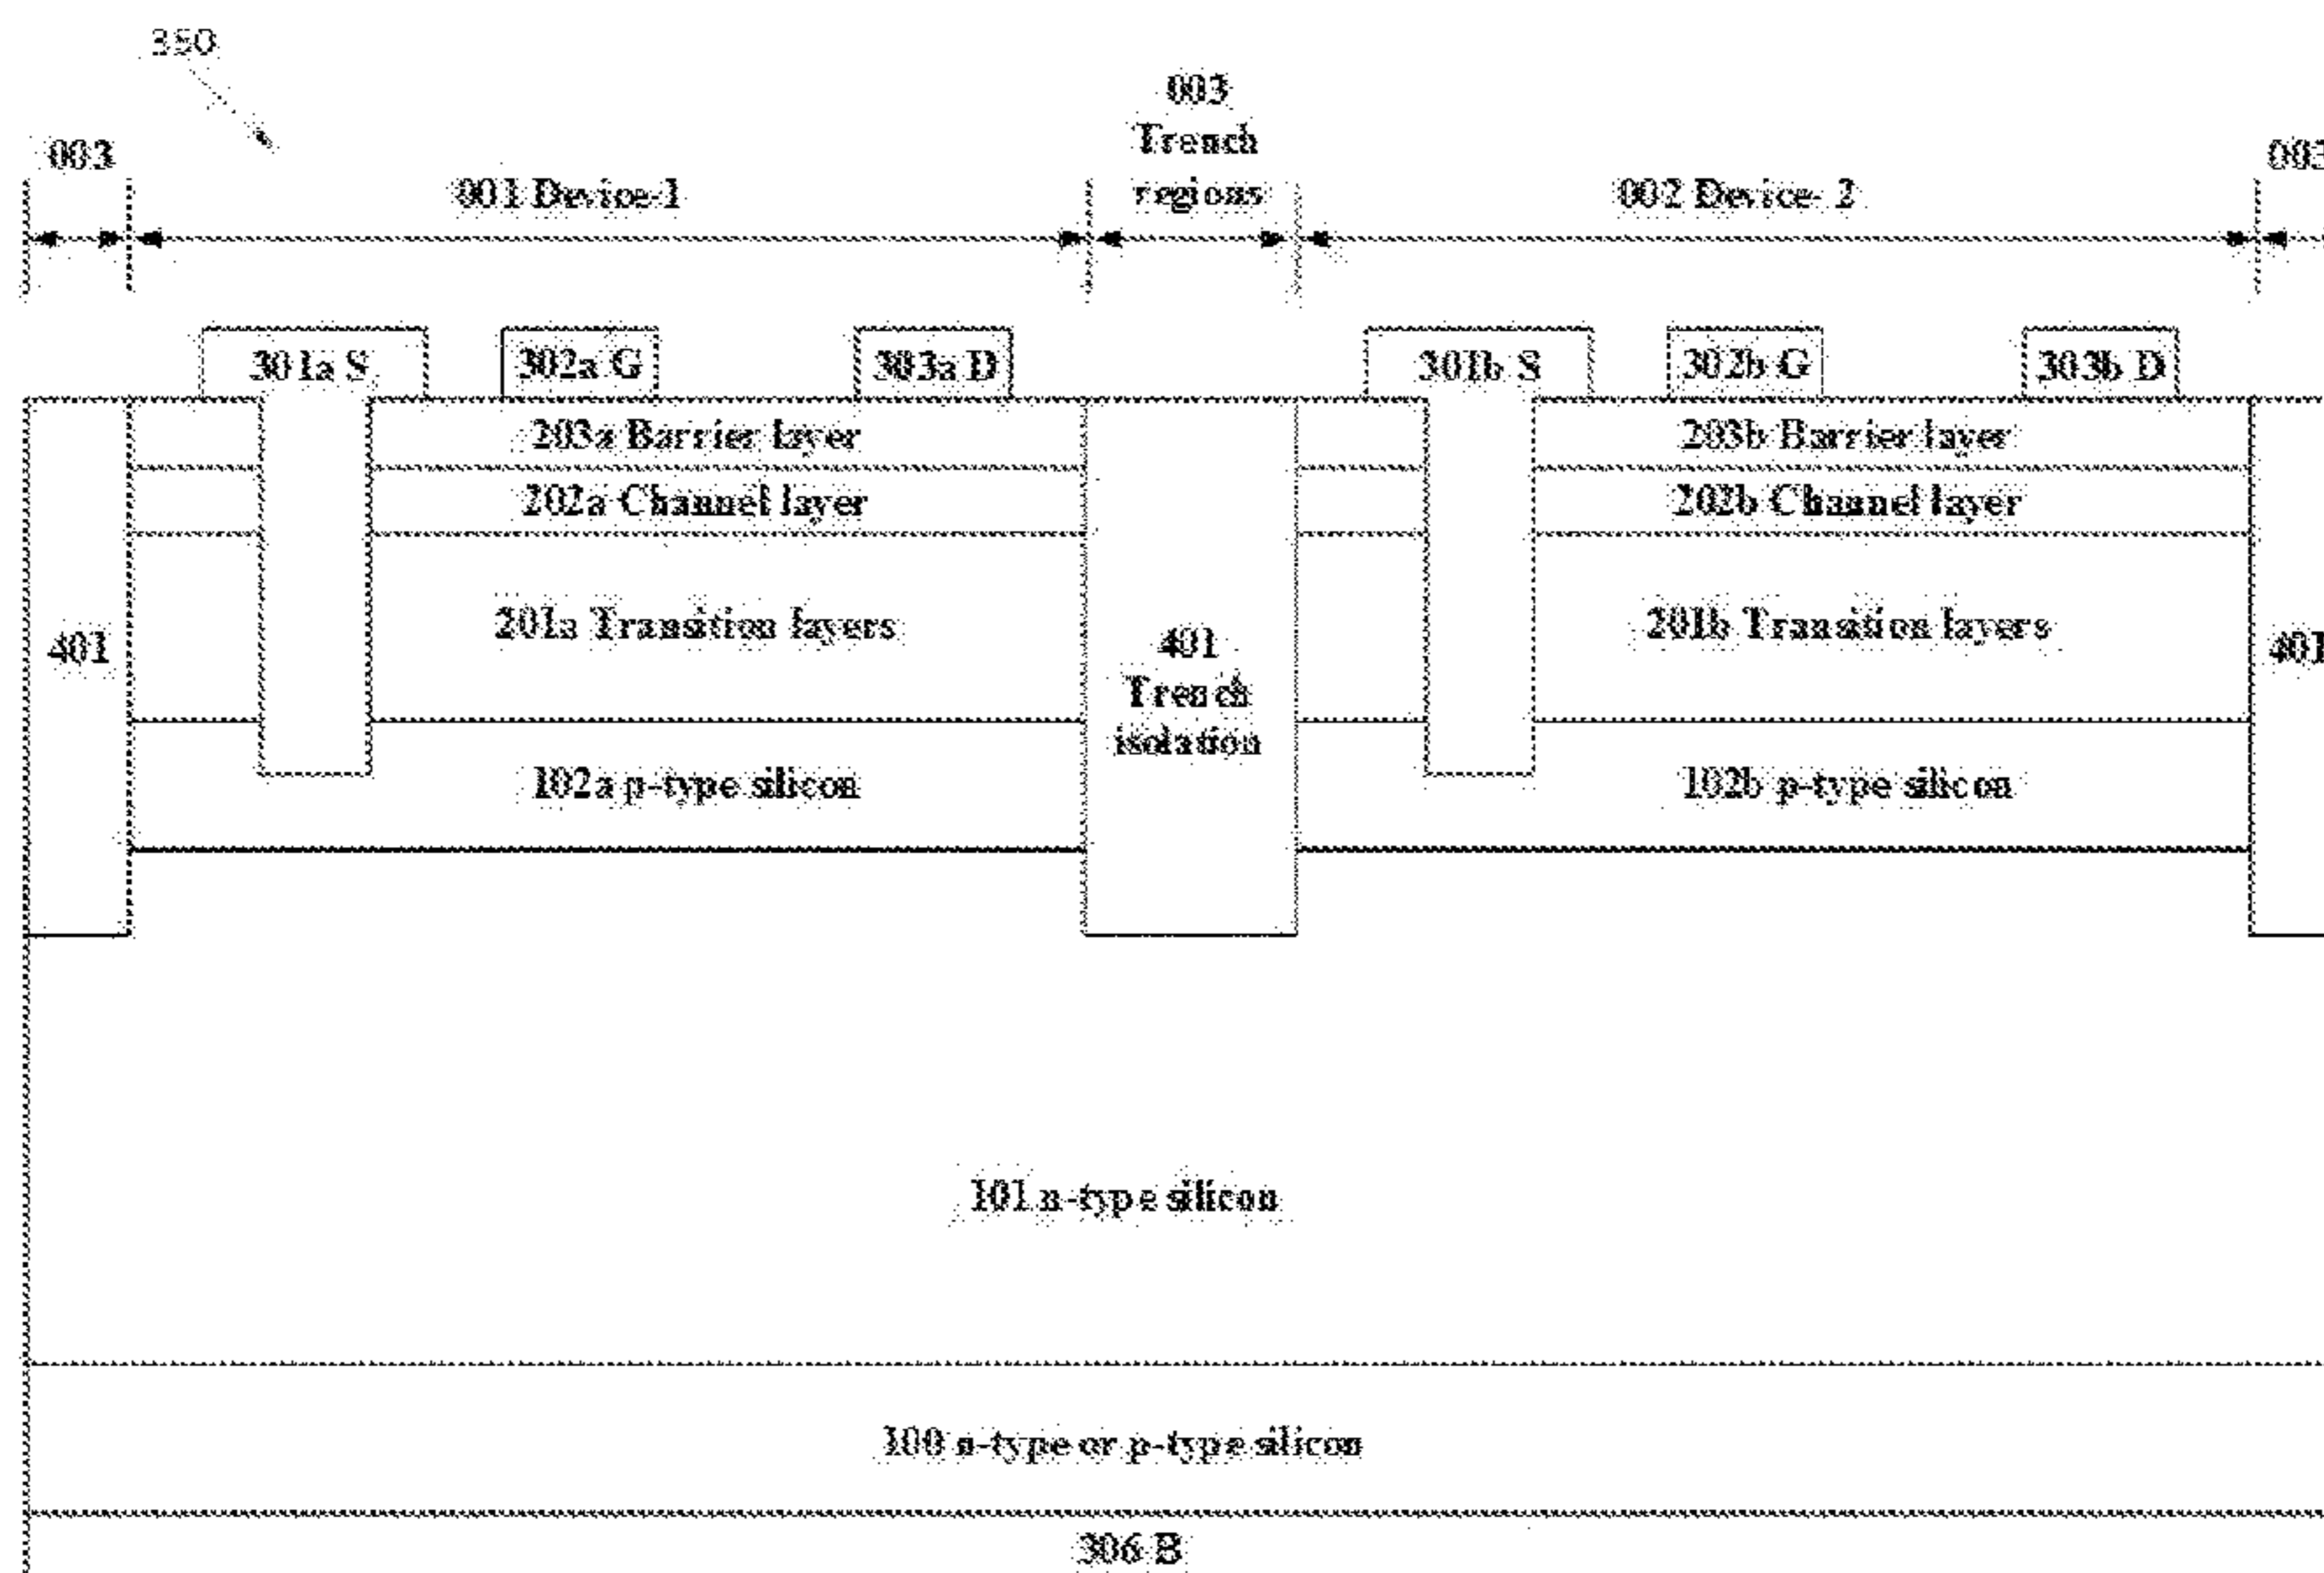 350
003
003
Trench
regions
003
001 Device-1
002 Device- 2
301a S
302a G
303a D
301b S
302b G
303b D
203a Barrier layer
203b Barrier layer
202a Channel layer
202b Channel layer
201a Transition layers
201b Transition layers
401
401
Trench
isolation
401
102a p-type silicon
102b p-type silicon
101 n-type silicon
100 n-type or p-type silicon
306 B